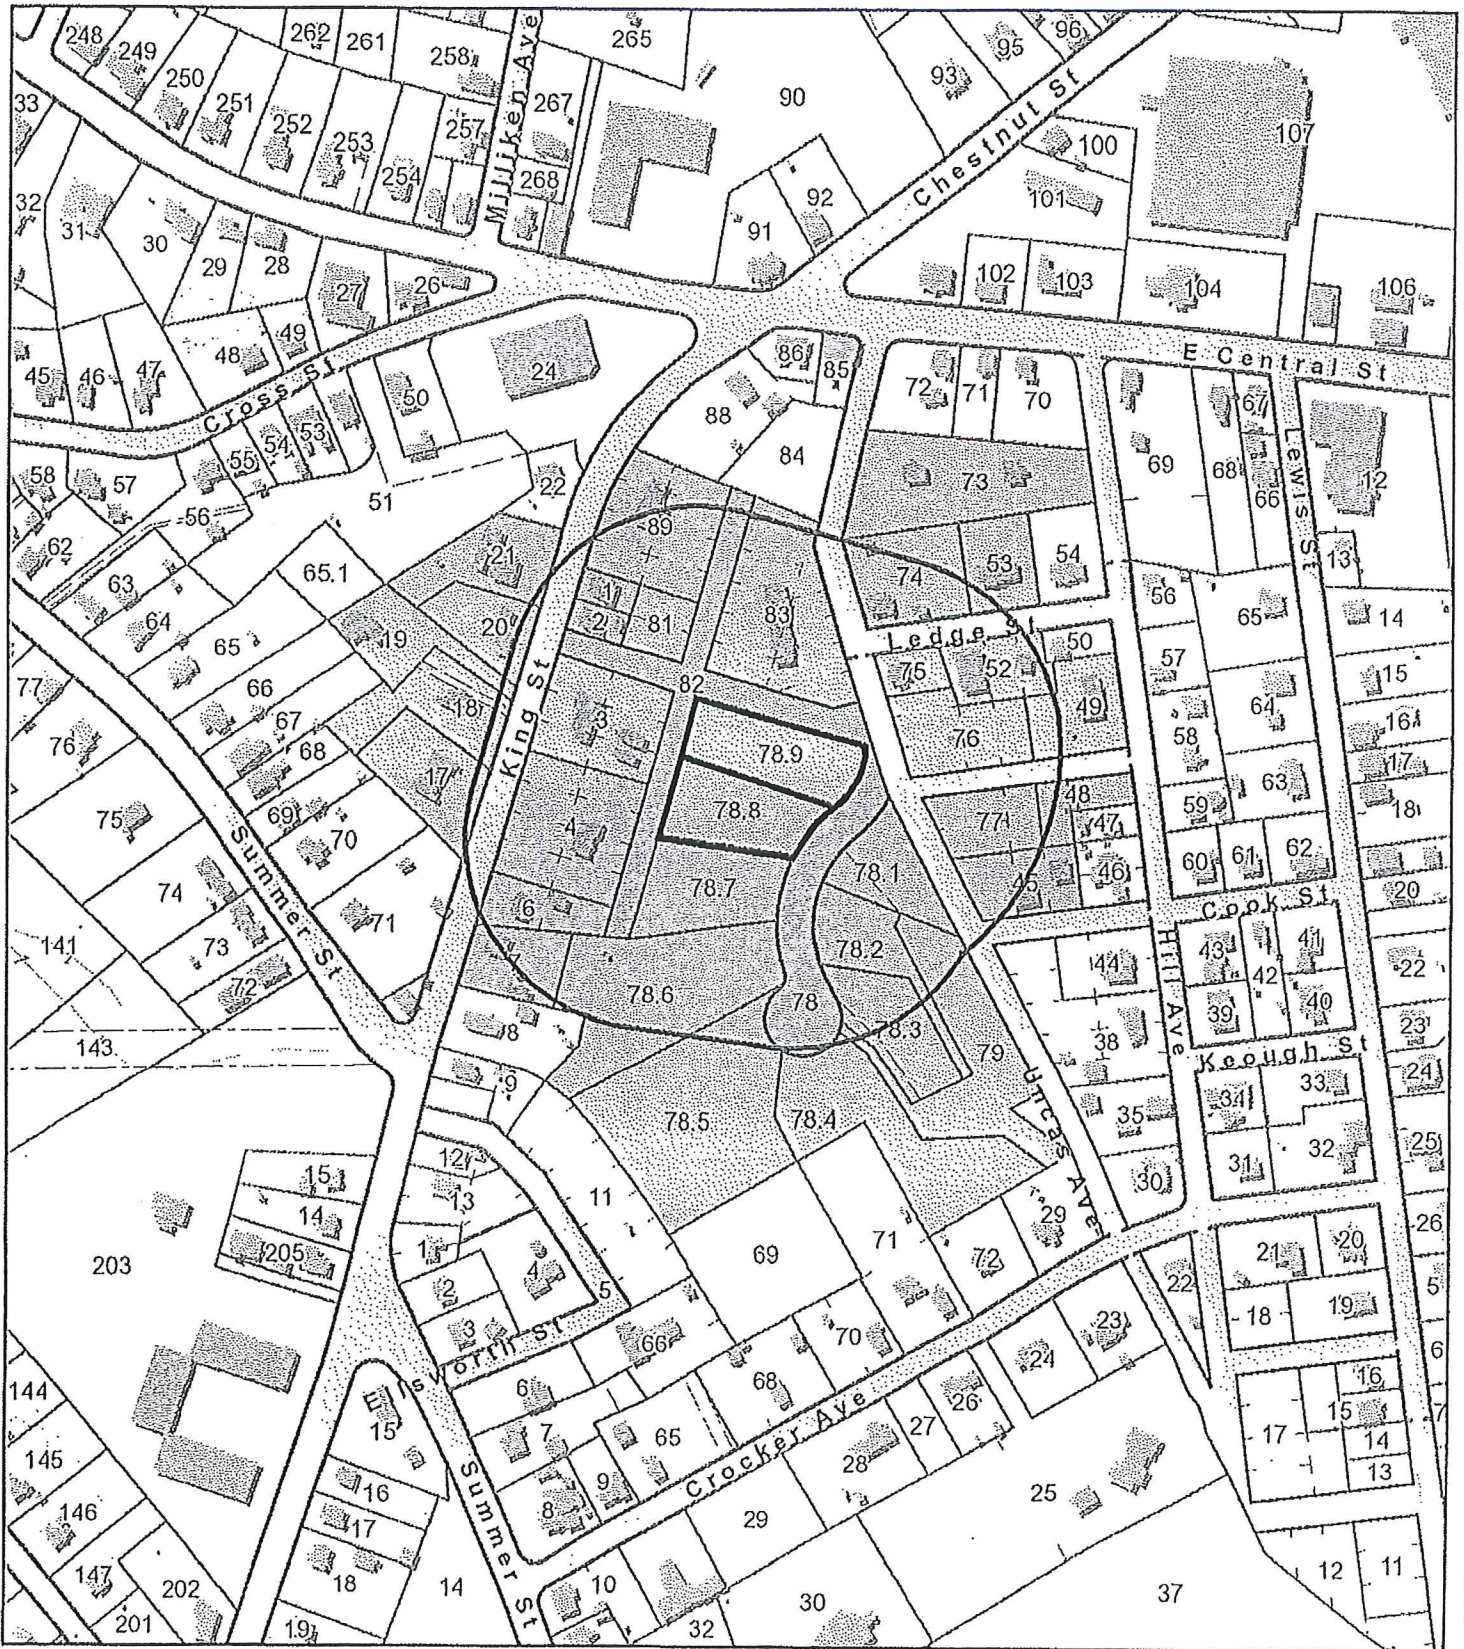 248 249 262 261 258 Milliken Ave 265 95 96
33 250 251 252 253 254 257 267 268 90 93 Chestnut St 100 107
32 31 30 29 28 27 26 91 92 101
102 103 104 106
45 46 47 48 49 Cross St 50 24 86 85 E Central St
58 57 55 54 53 88 84 72 71 70 69 67 68 66 Lewis St 12
56 51 22 73
62 63 64 65.1 21 89 74 53 54 13
65 19 20 1 2 81 83 Ledge St 56 65 14
77 66 18 King St 82 75 52 50 57 15
76 67 68 3 49 64 16
17 78.9 76 58 63 17
75 69 70 78.8 4 77 48 47 59 18
Summer St 74 71 6 78.7 78.1 45 46 60 61 62 20
141 73 72 7 78.2 Cook St 44 43 42 41 22
143 8 78.6 78 78.3 79 38 Hill Ave 39 40 23
9 Keough St 24
78.5 78.4 Uncas Ave 35 34 33 25
12 13 11 30 31 32
15 14 205 203 1 69 71 72 29 26
2 4 5 22 21 20 5
3 Ellsworth St 66 70 24 23 18 19 6
144 15 6 68 26 16
145 7 65 Crocker Ave 27 28 17 15 7
16 Summer St 8 9 25 14 13
146 17 29
147 18 14 10 30 37 12 11
202 201 19 32